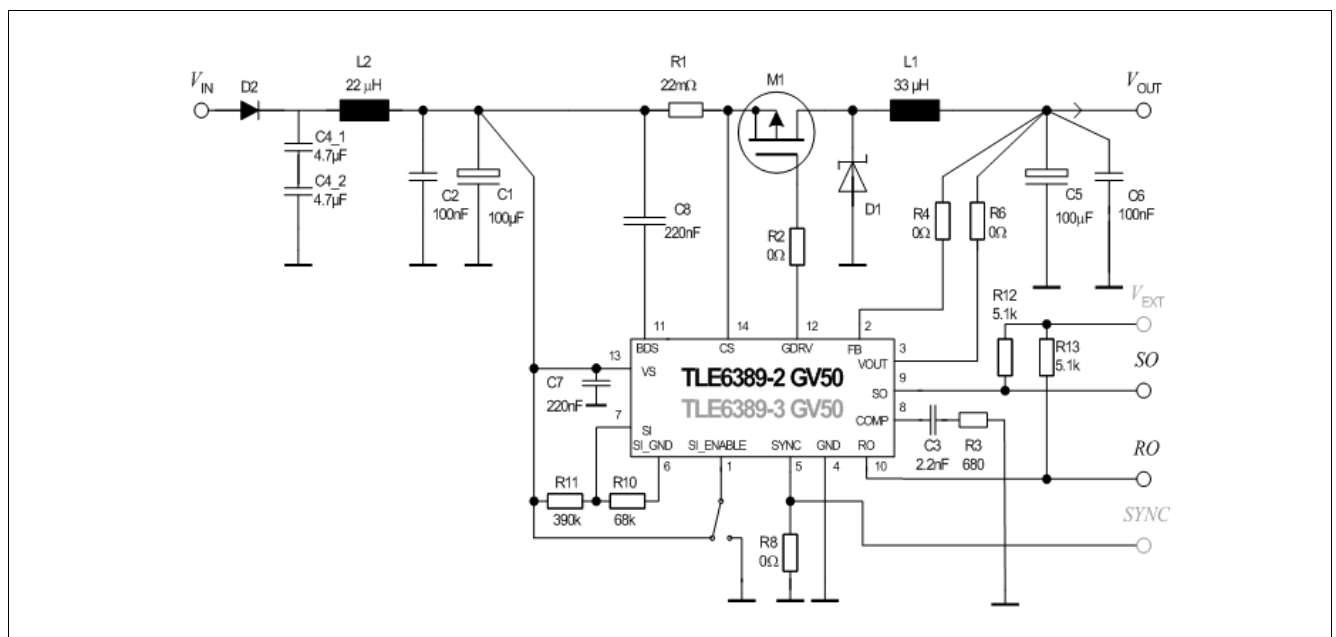 V_IN
D2
L2
22 µH
C4_1
4.7µF
C4_2
4.7µF
C2
100nF
C1
100µF
C8
220nF
R1
22mΩ
M1
R2
0Ω
D1
L1
33 µH
V_OUT
R4
0Ω
R6
0Ω
C5
100µF
C6
100nF
R12
5.1k
V_EXT
R13
5.1k
SO
RO
SYNC
11
14
12
2
BDS
CS
GDRV
FB
13
VS
3
VOUT
TLE6389-2 GV50
TLE6389-3 GV50
9
SO
C7
220nF
7
SI
8
COMP
SI_GND
SI_ENABLE
SYNC
GND
RO
6
1
5
4
10
C3
2.2nF
R3
680
R11
390k
R10
68k
R8
0Ω